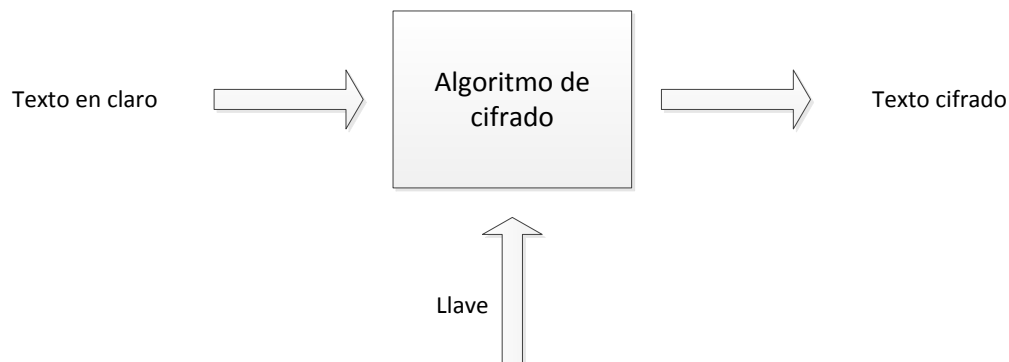 Texto en claro
Algoritmo de
cifrado
Texto cifrado
Llave